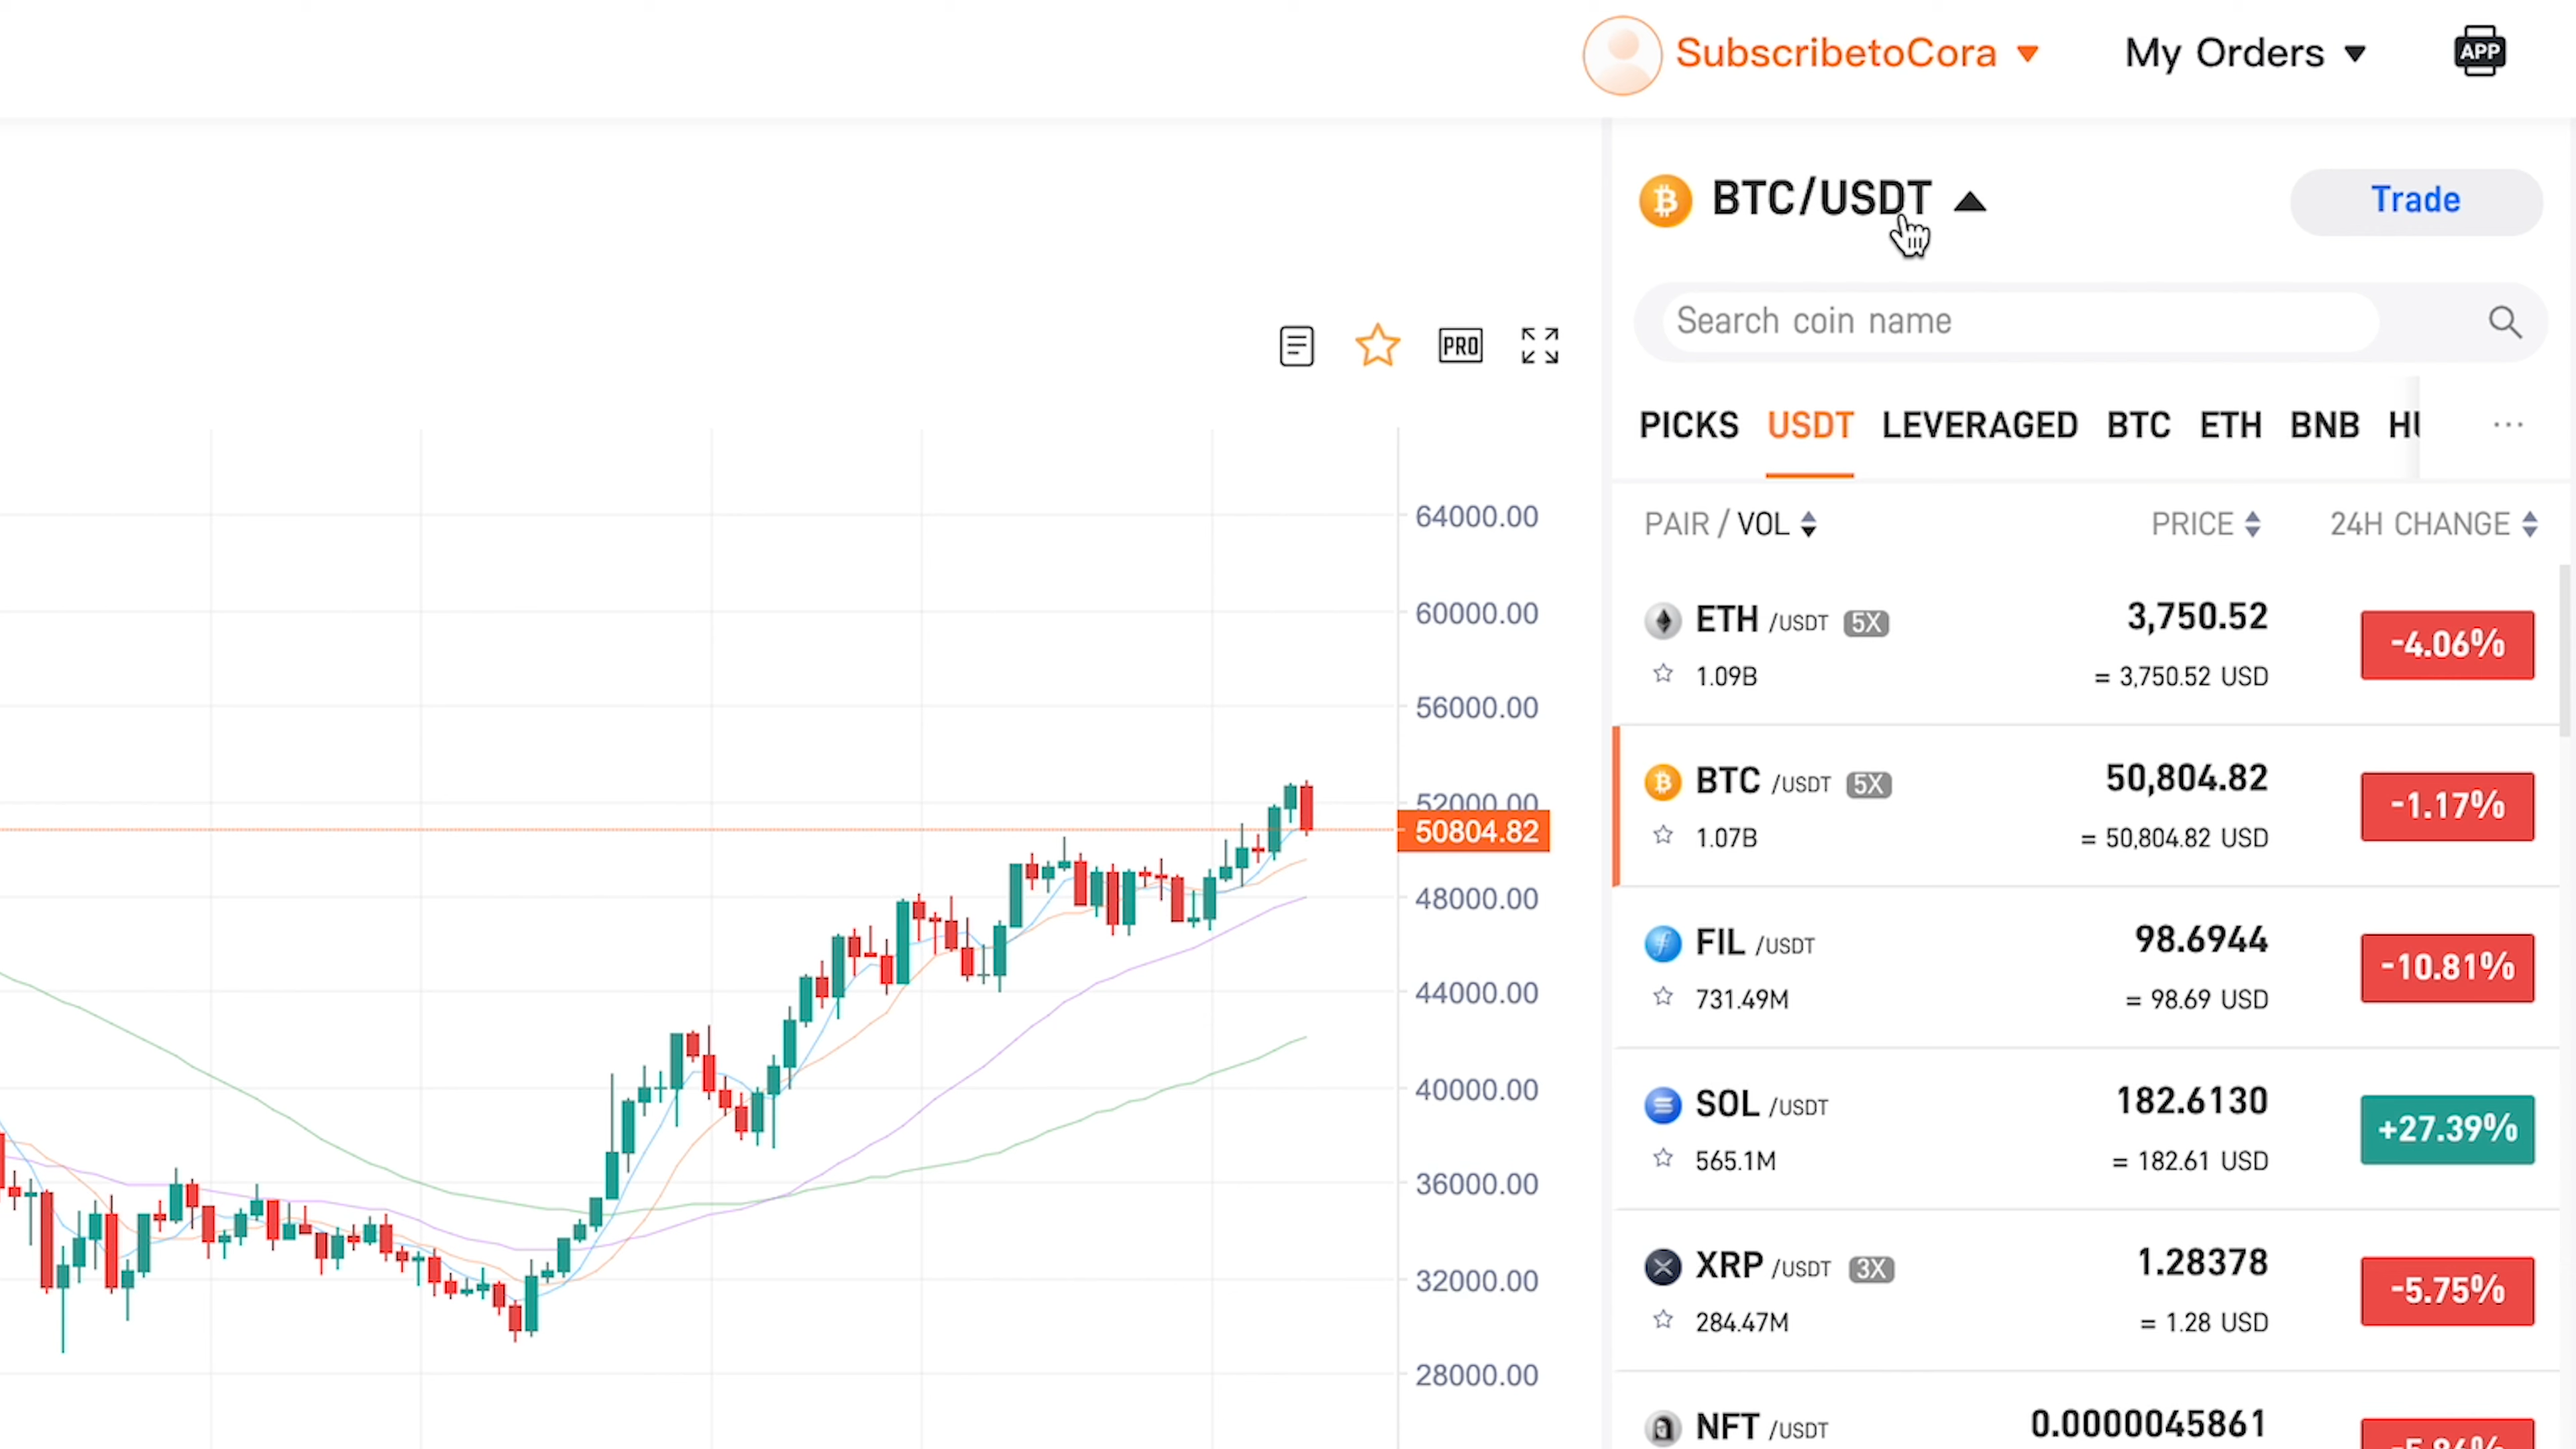 SubscribetoCora
My Orders
APP
BTC/USDT
Trade
Search coin name
PRO
PICKS USDT LEVERAGED BTC ETH BNB
PAIR / VOL PRICE 24H CHANGE
ETH /USDT 5X 3,750.52 -4.06%
1.09B = 3,750.52 USD
BTC /USDT 5X 50,804.82 -1.17%
1.07B = 50,804.82 USD
FIL /USDT 98.6944 -10.81%
731.49M = 98.69 USD
SOL /USDT 182.6130 +27.39%
565.1M = 182.61 USD
XRP /USDT 3X 1.28378 -5.75%
284.47M = 1.28 USD
NFT /USDT 0.0000045861
64000.00
60000.00
56000.00
52000.00
50804.82
48000.00
44000.00
40000.00
36000.00
32000.00
28000.00